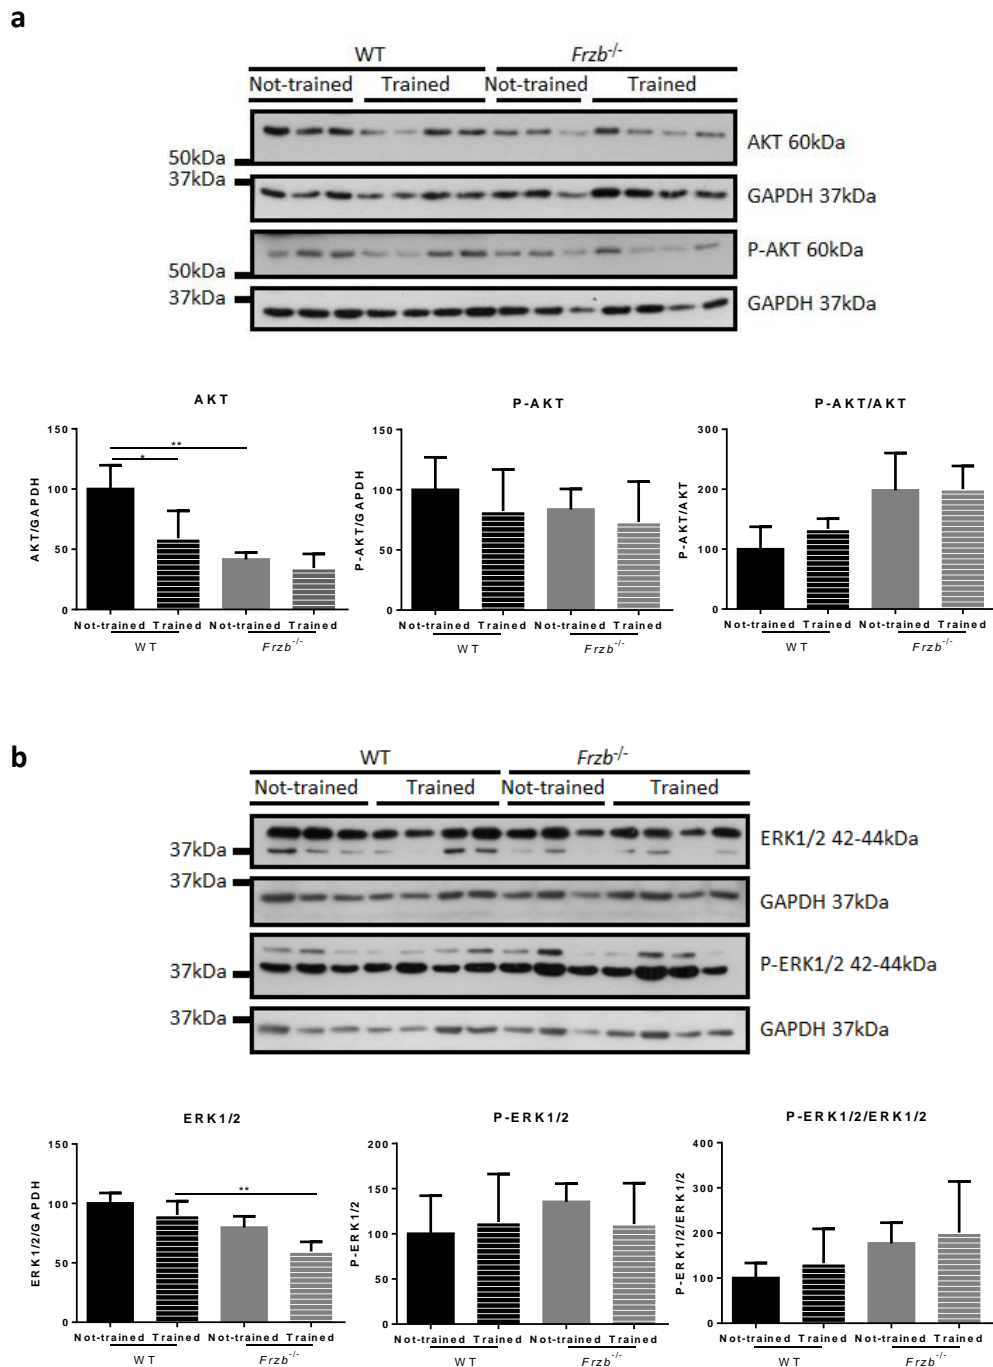 a
WT Frzb-/-
Not-trained Trained Not-trained Trained
AKT 60kDa
50kDa
37kDa
GAPDH 37kDa
P-AKT 60kDa
50kDa
37kDa
GAPDH 37kDa
AKT
150
100
50
0
AKT/GAPDH
**
*
Not-trained Trained Not-trained Trained
WT Frzb-/-
P-AKT
150
100
50
0
P-AKT/GAPDH
Not-trained Trained Not-trained Trained
WT Frzb-/-
P-AKT/AKT
300
200
100
0
P-AKT/AKT
Not-trained Trained Not-trained Trained
WT Frzb-/-
b
WT Frzb-/-
Not-trained Trained Not-trained Trained
ERK1/2 42-44kDa
37kDa
37kDa
GAPDH 37kDa
P-ERK1/2 42-44kDa
37kDa
37kDa
GAPDH 37kDa
ERK1/2
150
100
50
0
ERK1/2/GAPDH
**
Not-trained Trained Not-trained Trained
WT Frzb-/-
P-ERK1/2
200
150
100
50
0
P-ERK1/2
Not-trained Trained Not-trained Trained
WT Frzb-/-
P-ERK1/2/ERK1/2
400
300
200
100
0
P-ERK1/2/ERK1/2
Not-trained Trained Not-trained Trained
WT Frzb-/-